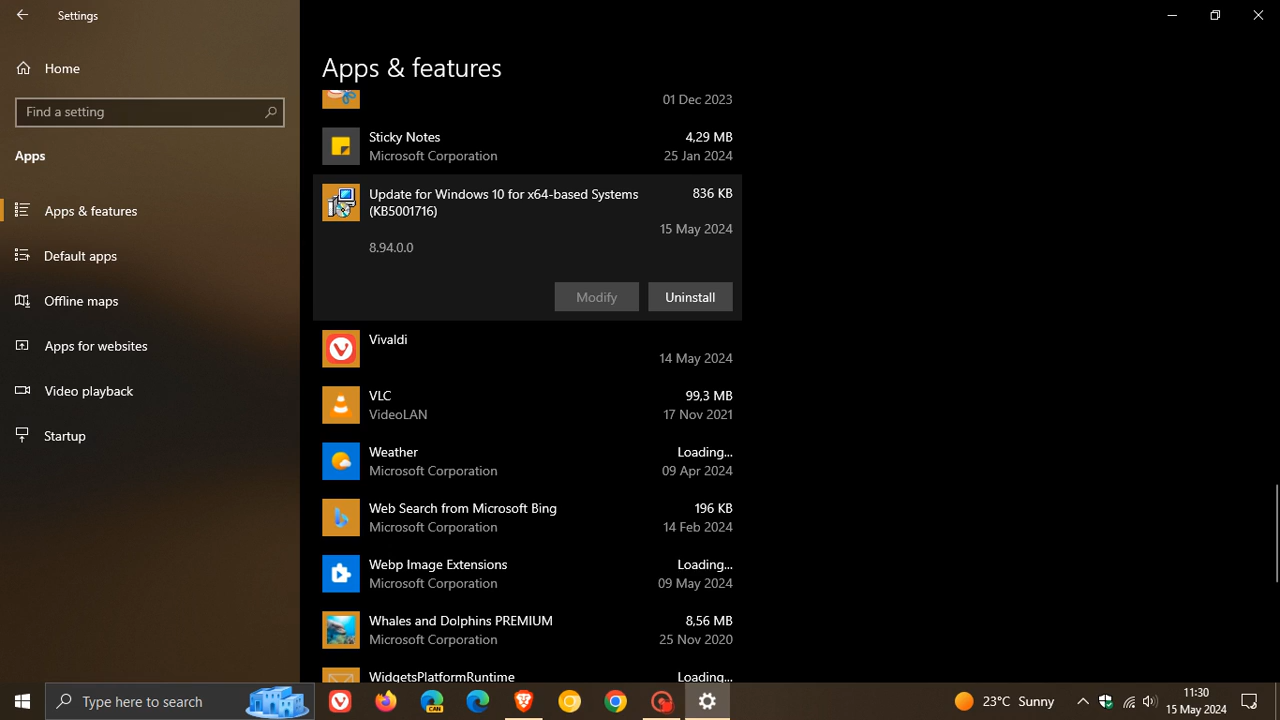 Settings
Home
Find a setting
Apps
Apps & features
Default apps
Offline maps
Apps for websites
Video playback
Startup
Apps & features
01 Dec 2023
Sticky Notes 4,29 MB
Microsoft Corporation 25 Jan 2024
Update for Windows 10 for x64-based Systems 836 KB
(KB5001716)
15 May 2024
8.94.0.0
Modify Uninstall
Vivaldi
14 May 2024
VLC 99,3 MB
VideoLAN 17 Nov 2021
Weather Loading...
Microsoft Corporation 09 Apr 2024
Web Search from Microsoft Bing 196 KB
Microsoft Corporation 14 Feb 2024
Webp Image Extensions Loading...
Microsoft Corporation 09 May 2024
Whales and Dolphins PREMIUM 8,56 MB
Microsoft Corporation 25 Nov 2020
WidgetsPlatformRuntime Loading...
Type here to search
CAN
23°C Sunny
11:30
15 May 2024